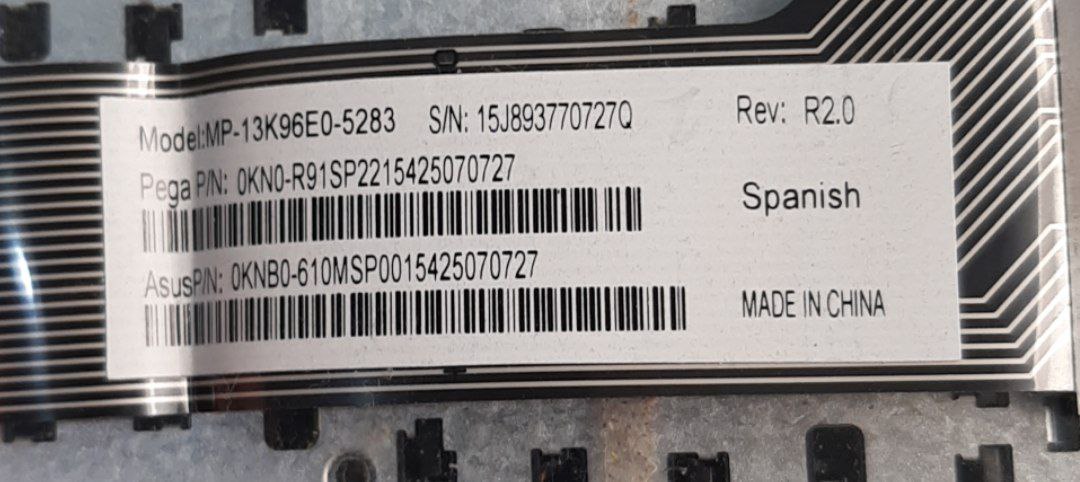 Model:MP-13K96E0-5283 S/N: 15J893770727Q Rev: R2.0
Pega P/N: 0KN0-R91SP2215425070727
Spanish
AsusP/N: 0KNB0-610MSP0015425070727
MADE IN CHINA